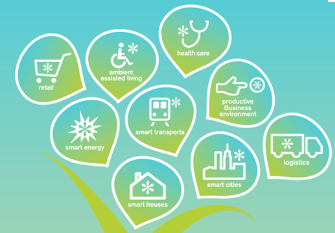 health care
ambient
assisted living
retail
productive
Business
environment
smart transports
smart energy
logistics
smart cities
smart houses